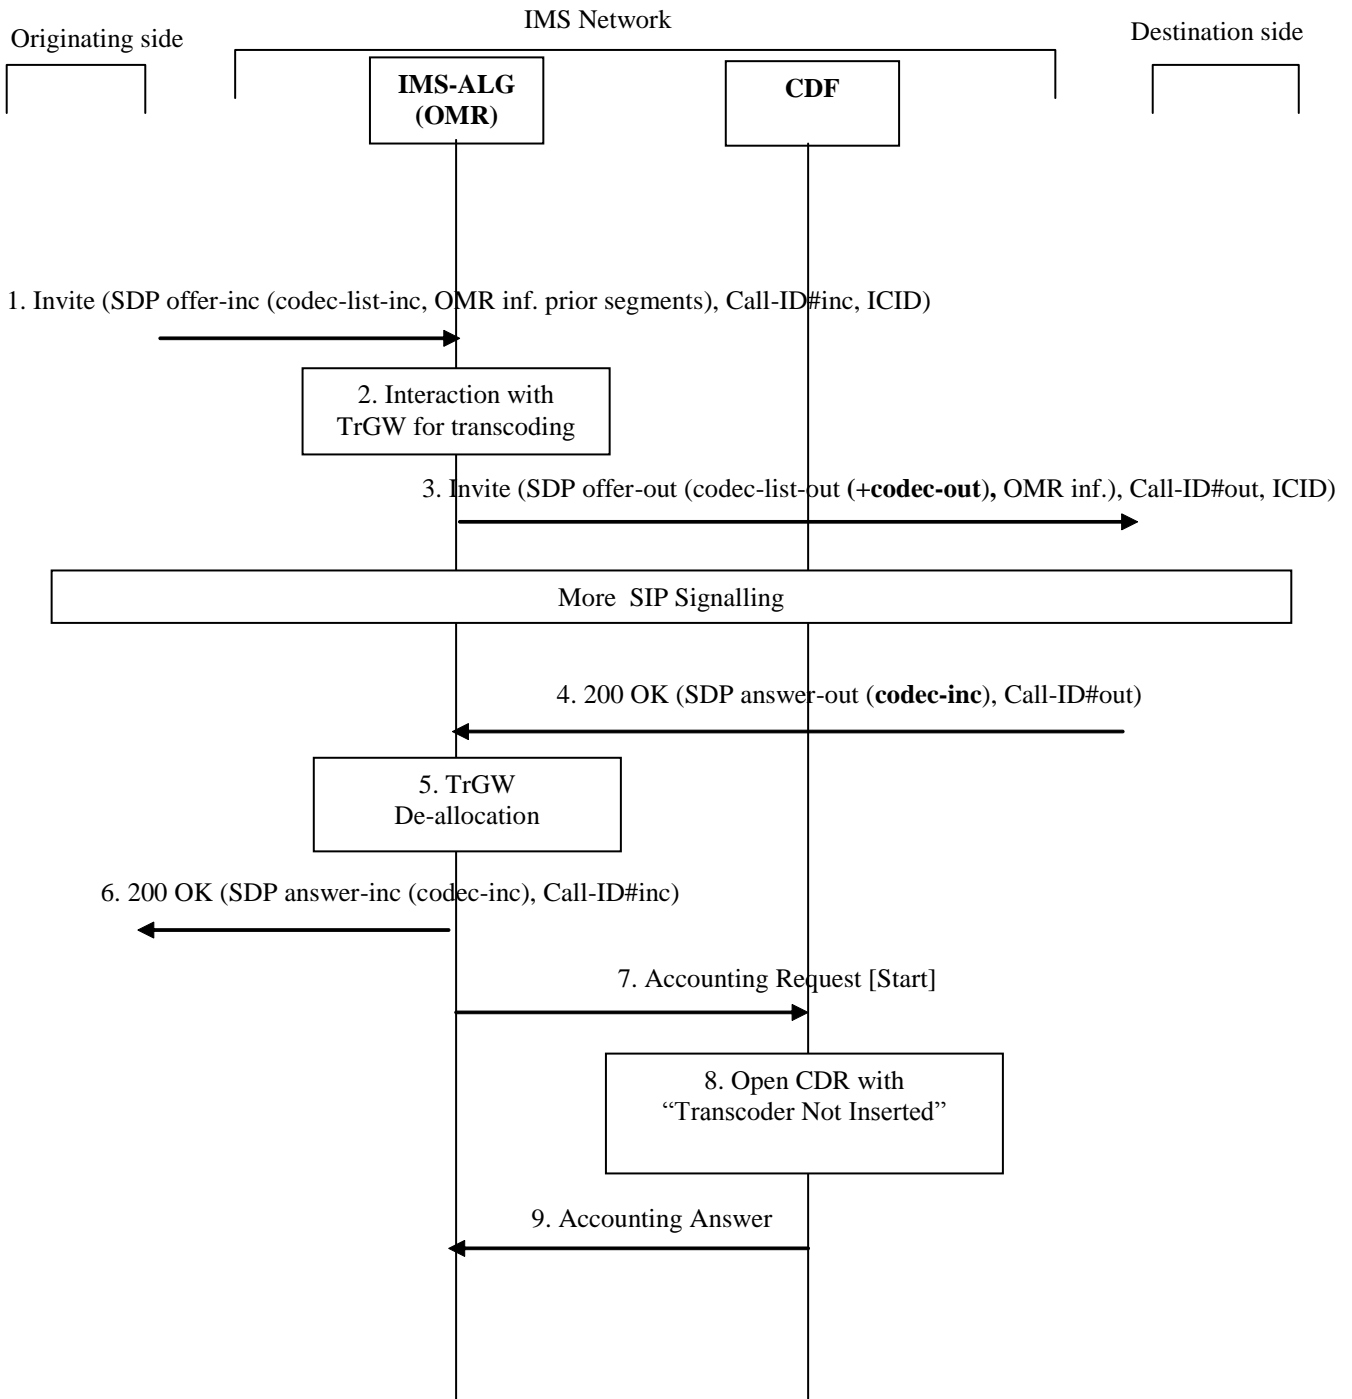 IMS Network
Originating side
Destination side
IMS-ALG
(OMR)
CDF
1. Invite (SDP offer-inc (codec-list-inc, OMR inf. prior segments), Call-ID#inc, ICID)
2. Interaction with
TrGW for transcoding
3. Invite (SDP offer-out (codec-list-out (+codec-out), OMR inf.), Call-ID#out, ICID)
More SIP Signalling
4. 200 OK (SDP answer-out (codec-inc), Call-ID#out)
5. TrGW
De-allocation
6. 200 OK (SDP answer-inc (codec-inc), Call-ID#inc)
7. Accounting Request [Start]
8. Open CDR with
“Transcoder Not Inserted”
9. Accounting Answer